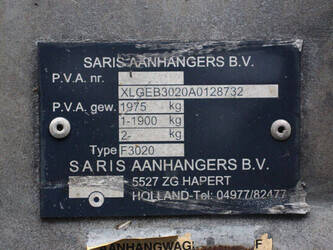 SARIS AANHANGERS B.V.
P.V.A. nr.
XLGEB3020A0128732
P.V.A. gew. 1975 kg
1-1900 kg
2- kg
Type F3020
SARIS AANHANGERS B.V.
5527 ZG HAPERT
HOLLAND-Tel: 04977/82477
AANHANGWAG